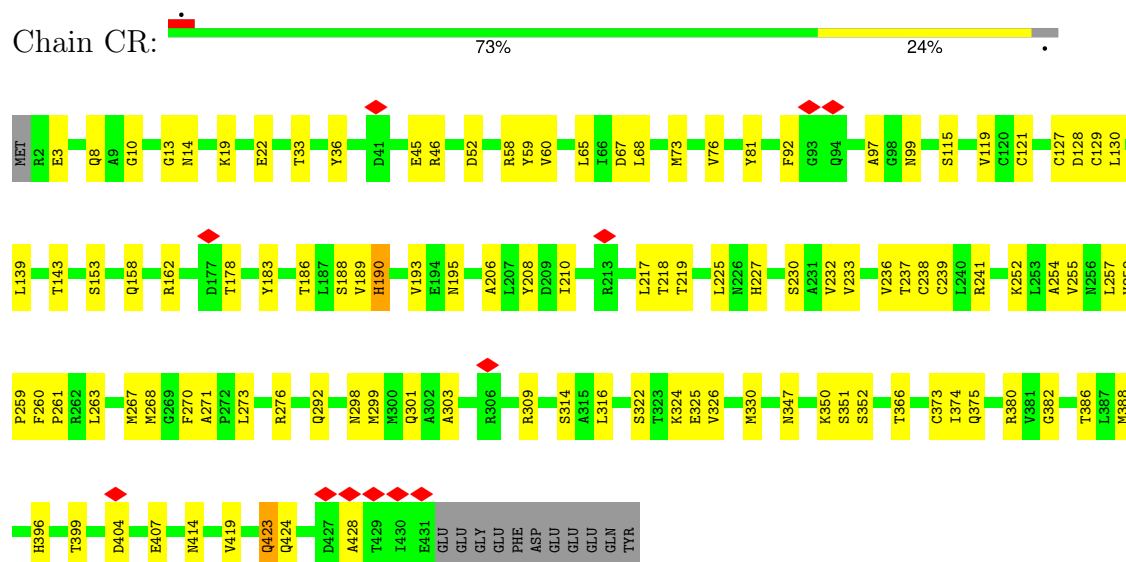 Chain CR:
73% 24%
MET R2 E3 Q8 A9 G10 G13 N14 K19 E22 T33 Y36 D41 E45 R46 D52 R58 Y59 V60 L65 I66 D67 L68 M73 V76 Y81 F92 G93 Q94 A97 G98 N99 S115 V119 C120 C121 C127 D128 C129 L130
L139 T143 S153 Q158 R162 D177 T178 Y183 T186 L187 S188 V189 H190 V193 E194 N195 A206 L207 Y208 D209 I210 R213 L217 T218 T219 L225 N226 H227 S230 A231 V232 V233 V236 T237 C238 C239 L240 R241 K252 L253 A254 V255 N256 L257
P259 F260 P261 R262 L263 M267 M268 G269 F270 A271 P272 L273 R276 Q292 N298 M299 M300 Q301 A302 A303 R306 R309 S314 A315 L316 S322 T323 K324 E325 V326 M330 N347 K350 S351 S352 T366 C373 I374 Q375 R380 V381 G382 T386 L387 M388
H396 T399 D404 E407 N414 V419 Q423 Q424 D427 A428 T429 I430 E431 GLU GLU GLY GLU PHE ASP GLU GLU GLU GLN TYR